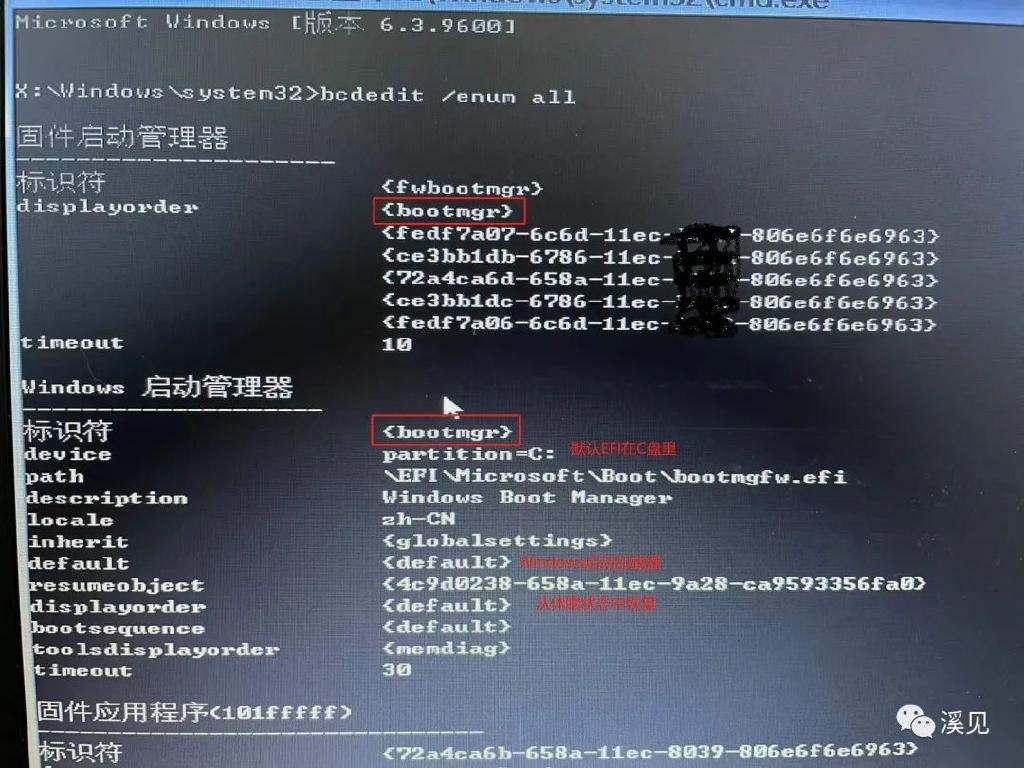 \windows\system32\cmd.exe
Microsoft Windows [版本 6.3.9600]
X:\Windows\system32>bcdedit /enum all
固件启动管理器
---------------------
标识符 {fwbootmgr}
displayorder {bootmgr}
{fedf7a07-6c6d-11ec- -806e6f6e6963}
{ce3bb1db-6786-11ec- -806e6f6e6963}
{72a4ca6d-658a-11ec- -806e6f6e6963}
{ce3bb1dc-6786-11ec- -806e6f6e6963}
{fedf7a06-6c6d-11ec- -806e6f6e6963}
timeout 10
Windows 启动管理器
--------------------
标识符 {bootmgr}
device partition=C: 默认EFI在C盘里
path \EFI\Microsoft\Boot\bootmgfw.efi
description Windows Boot Manager
locale zh-CN
inherit {globalsettings}
default {default} Windows启动加载器
resumeobject {4c9d0238-658a-11ec-9a28-ca9593356fa0}
displayorder {default} 从休眠状态中恢复
bootsequence {default}
toolsdisplayorder {memdiag}
timeout 30
固件应用程序(101fffff)
-------------------------------
标识符 {72a4ca6b-658a-11ec-8039-806e6f6e6963}
溪见